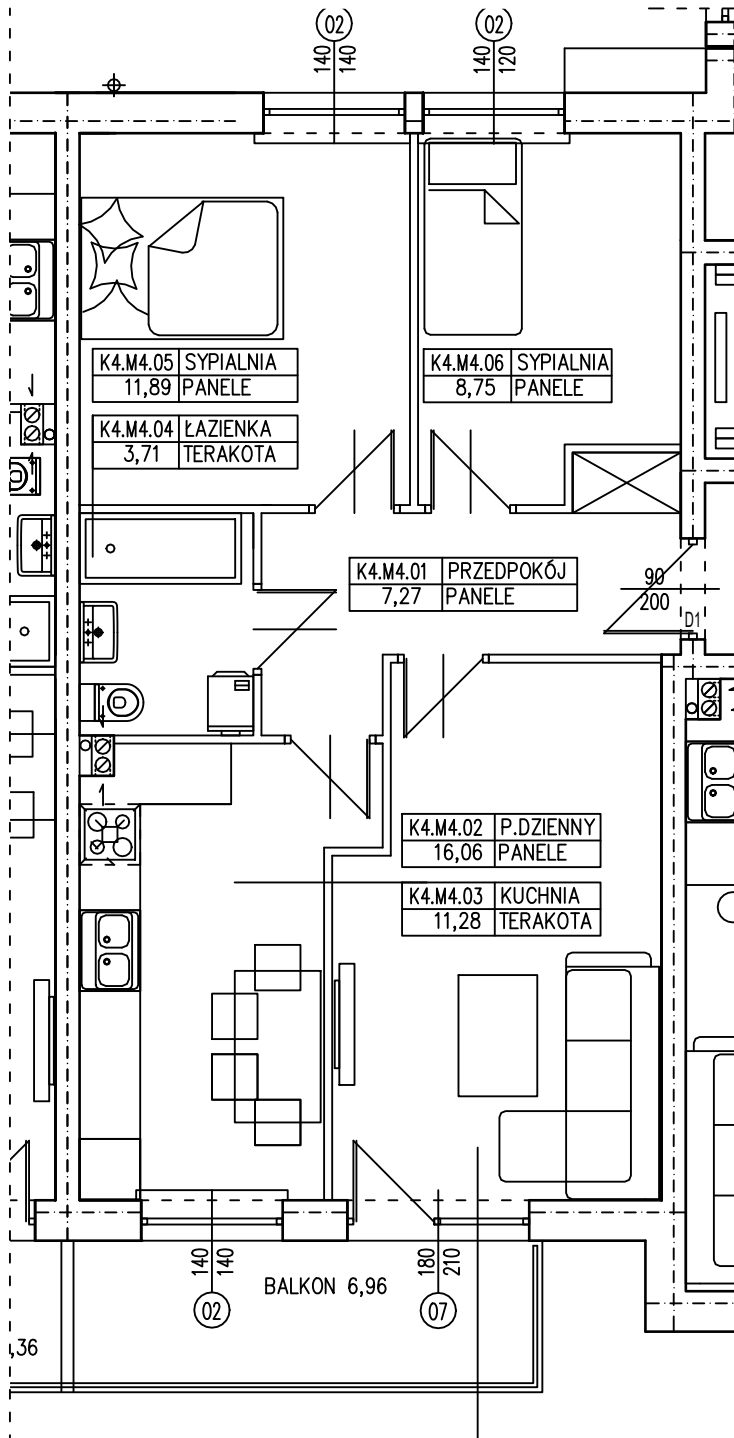 02
140
140
02
140
120
K4.M4.05 SYPIALNIA
11,89 PANELE
K4.M4.06 SYPIALNIA
8,75 PANELE
K4.M4.04 ŁAZIENKA
3,71 TERAKOTA
K4.M4.01 PRZEDPOKÓJ
7,27 PANELE
90
200
D1
K4.M4.02 P.DZIENNY
16,06 PANELE
K4.M4.03 KUCHNIA
11,28 TERAKOTA
140
140
02
BALKON 6,96
180
210
07
,36